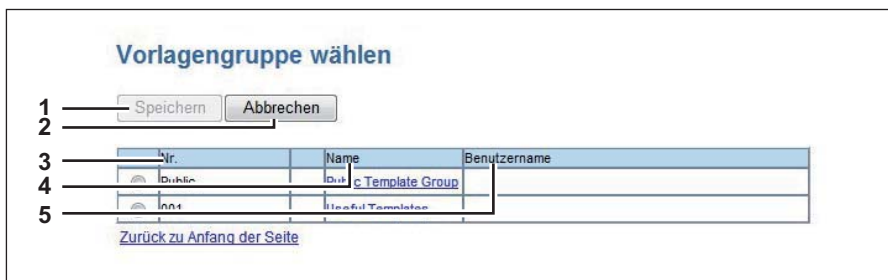 Vorlagengruppe wählen
1 Speichern Abbrechen
2
3 Nr. Name Benutzername
4 Public Public Template Group
5 001 Useful Templates
Zurück zu Anfang der Seite